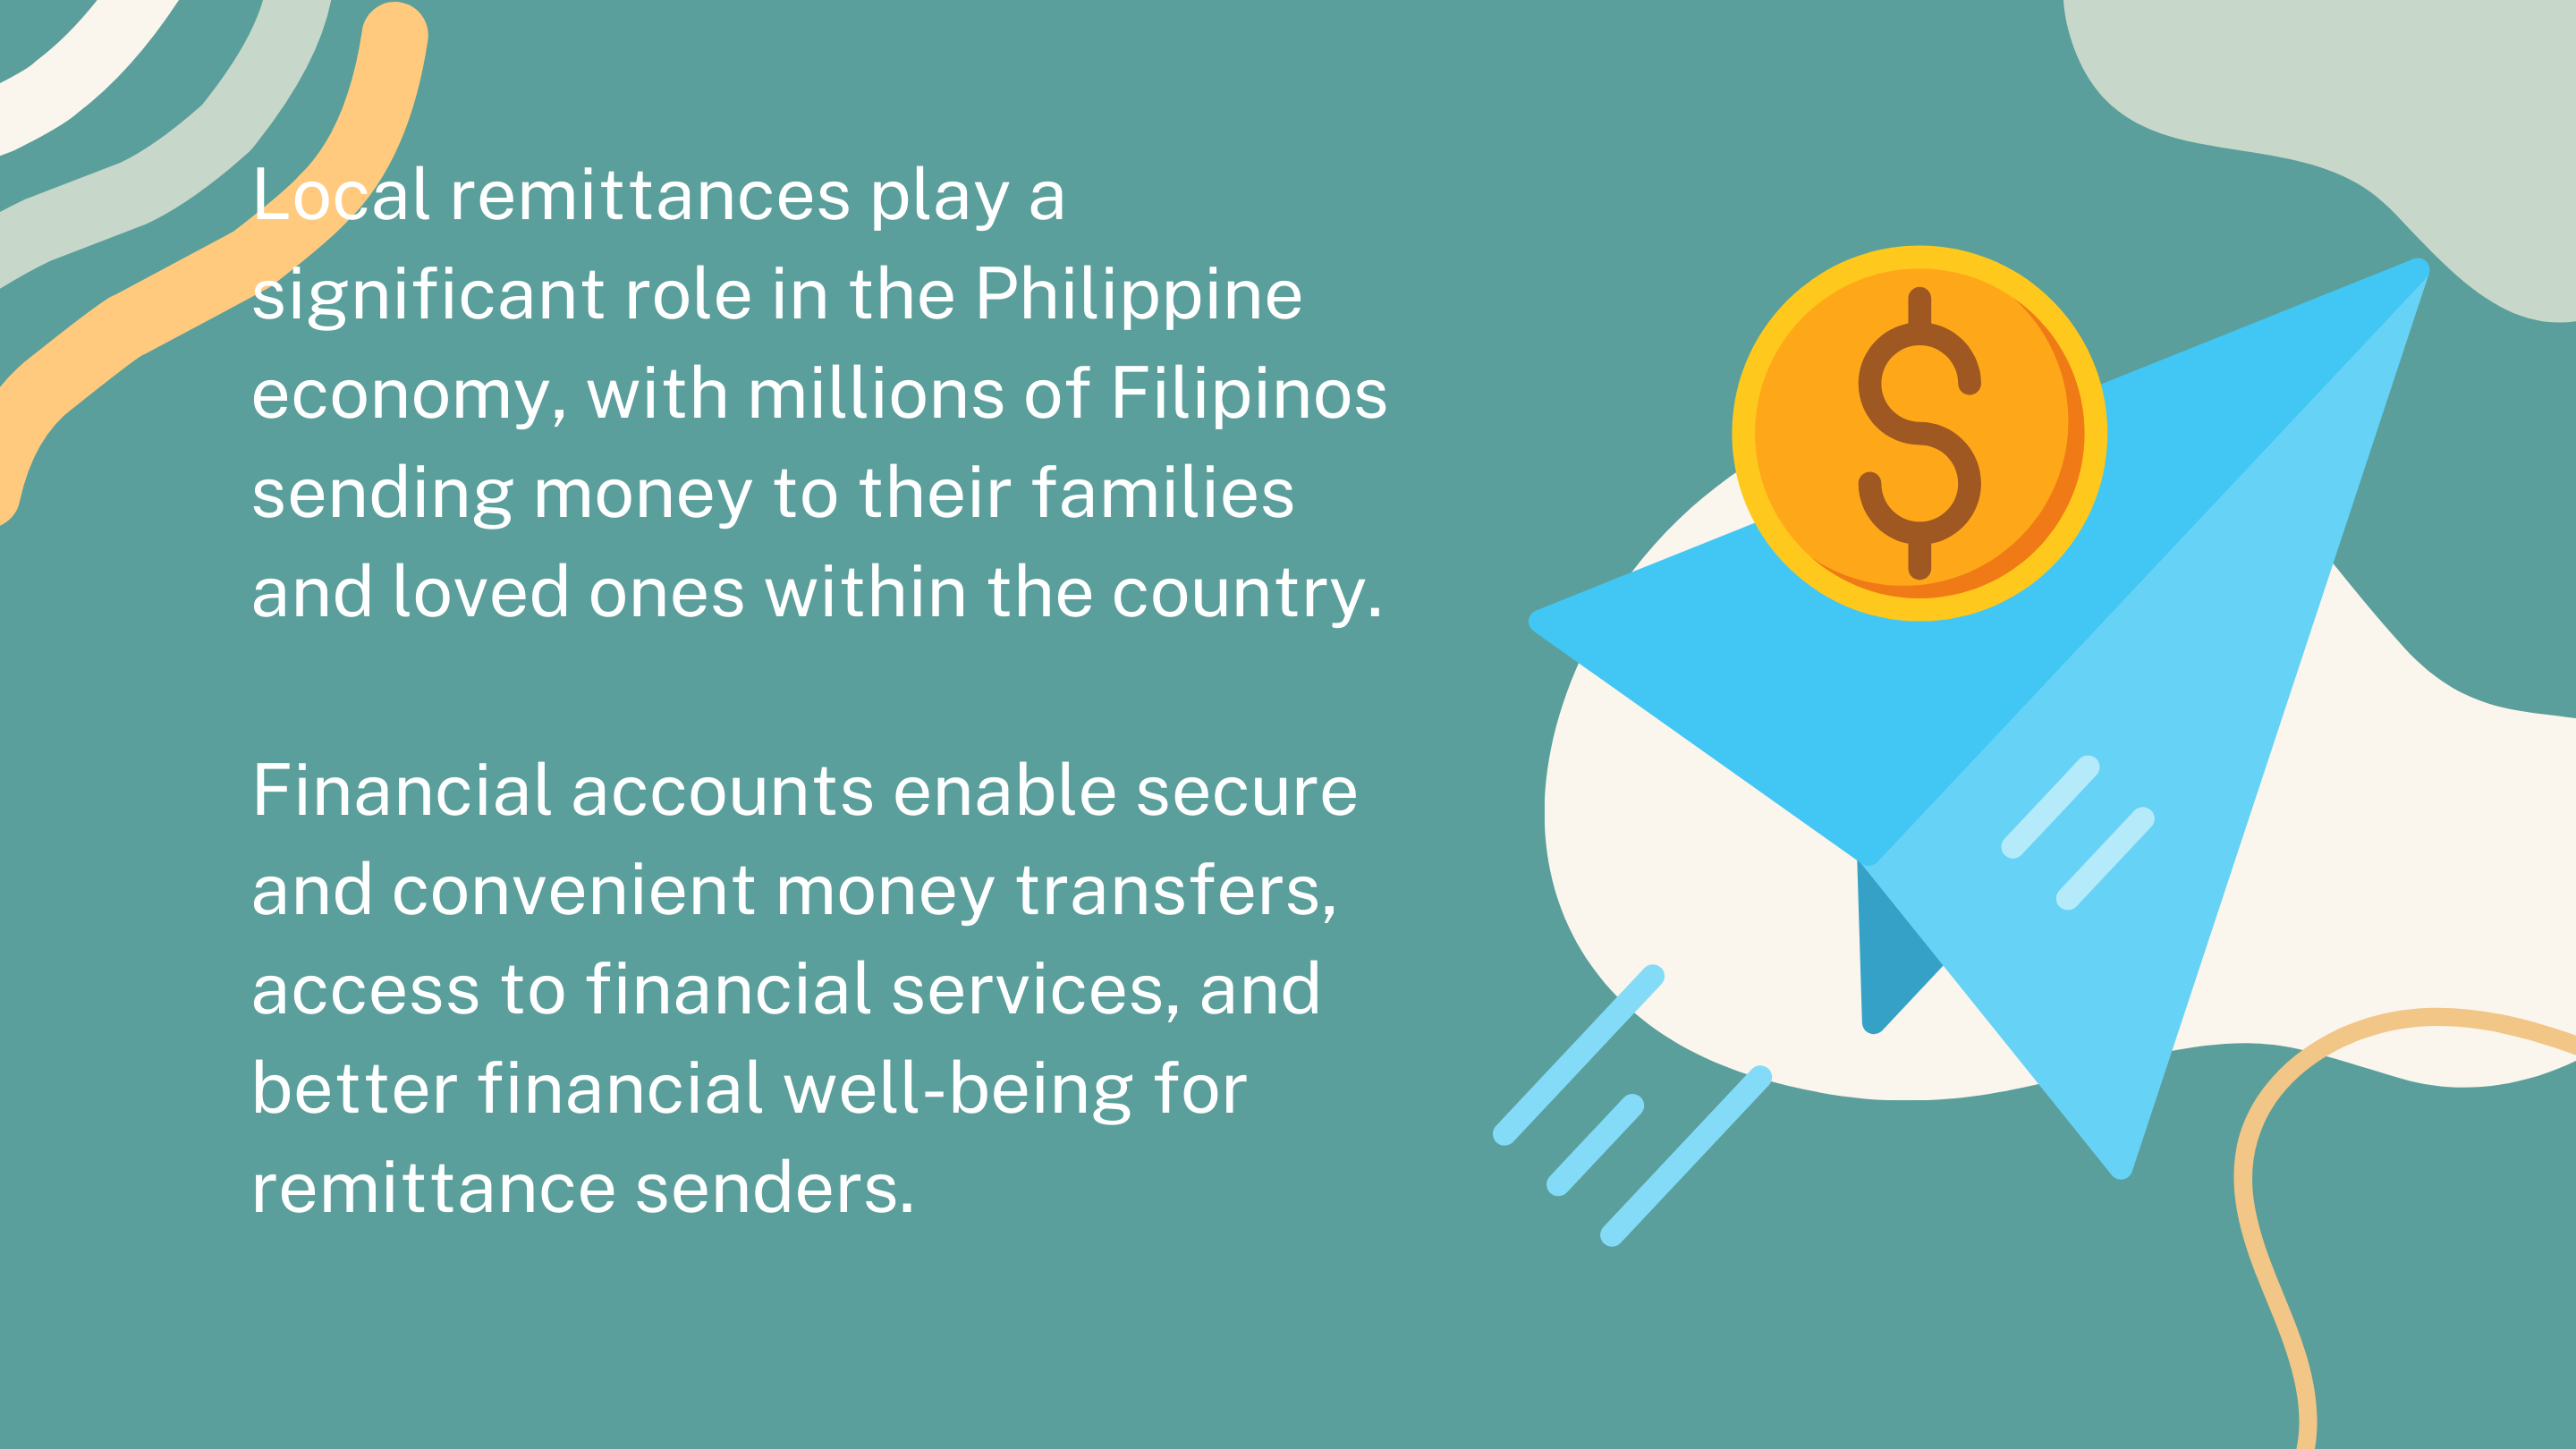 Local remittances play a
significant role in the Philippine
economy, with millions of Filipinos
sending money to their families
and loved ones within the country.
Financial accounts enable secure
and convenient money transfers,
access to financial services, and
better financial well-being for
remittance senders.